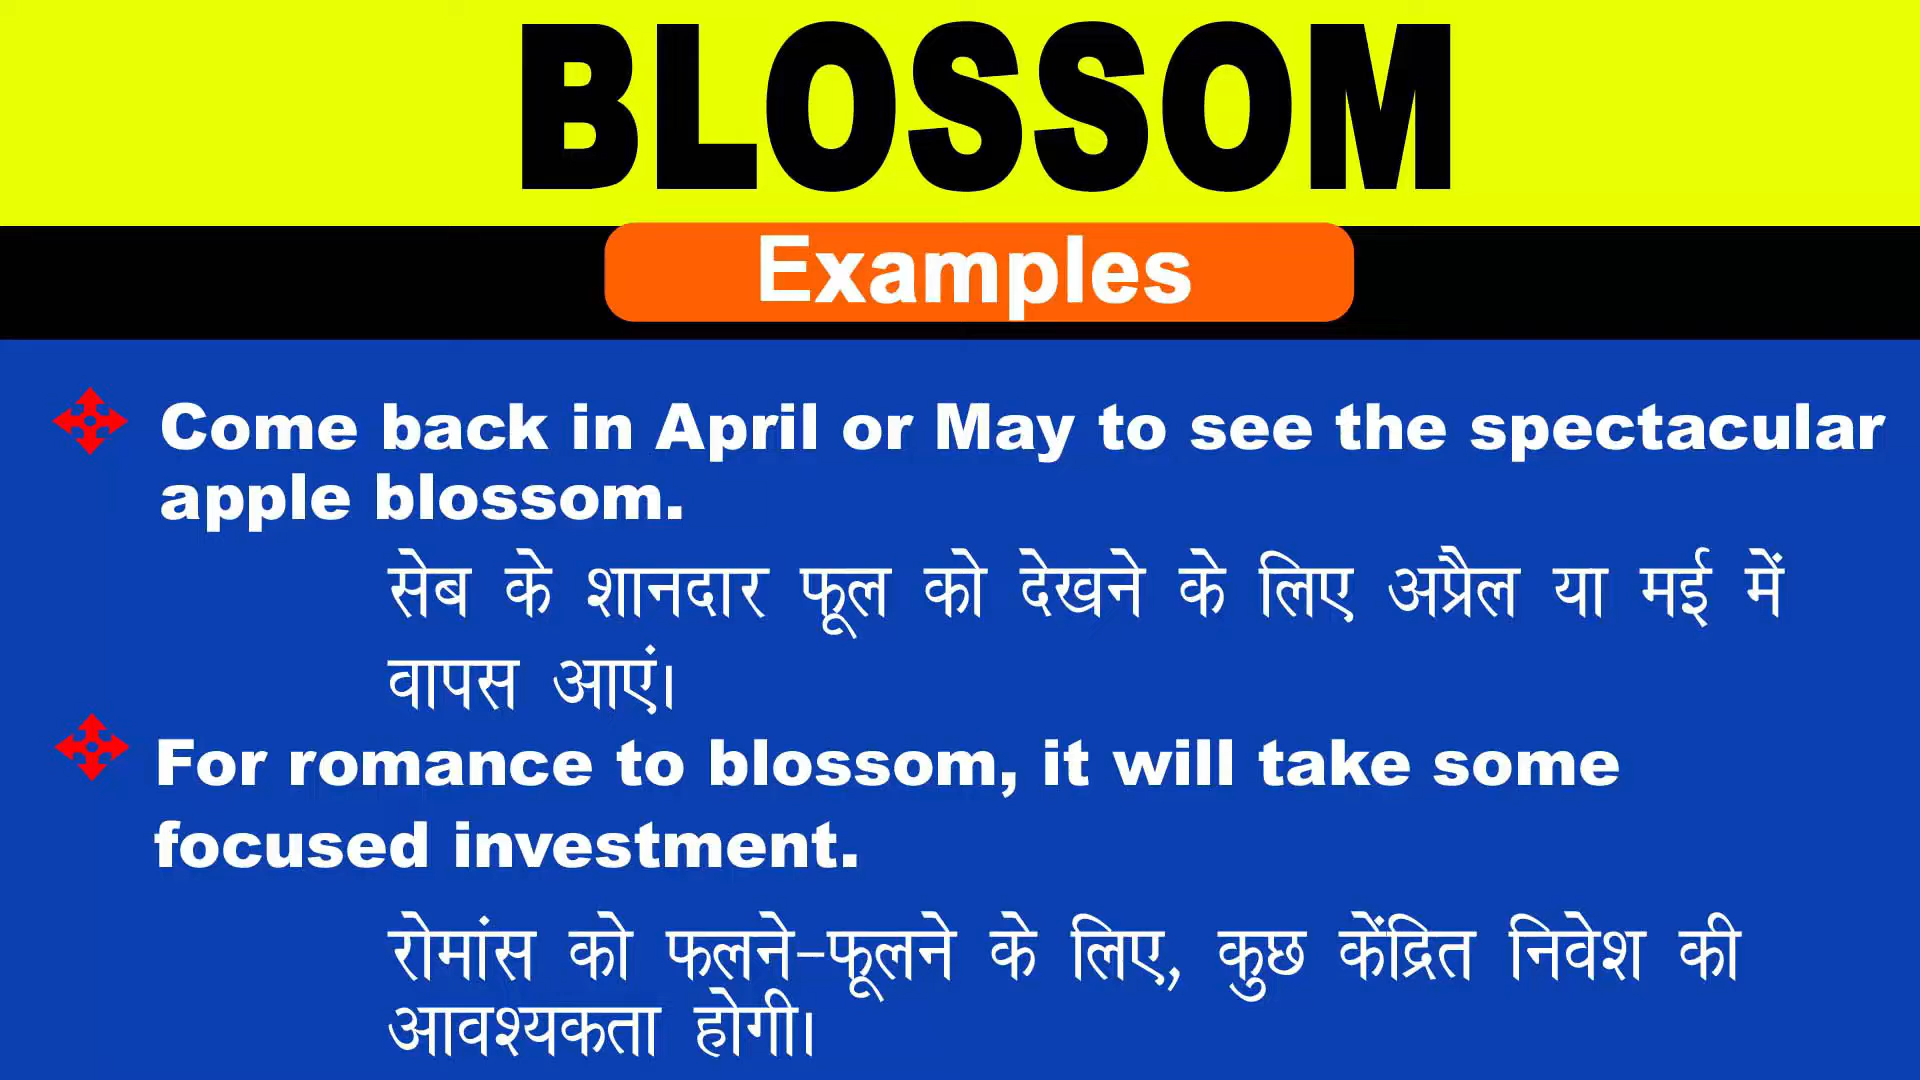 BLOSSOM
Examples
Come back in April or May to see the spectacular
apple blossom.
सेब के शानदार फूल को देखने के लिए अप्रैल या मई में
वापस आएं।
For romance to blossom, it will take some
focused investment.
रोमांस को फलने-फूलने के लिए, कुछ केंद्रित निवेश की
आवश्यकता होगी।